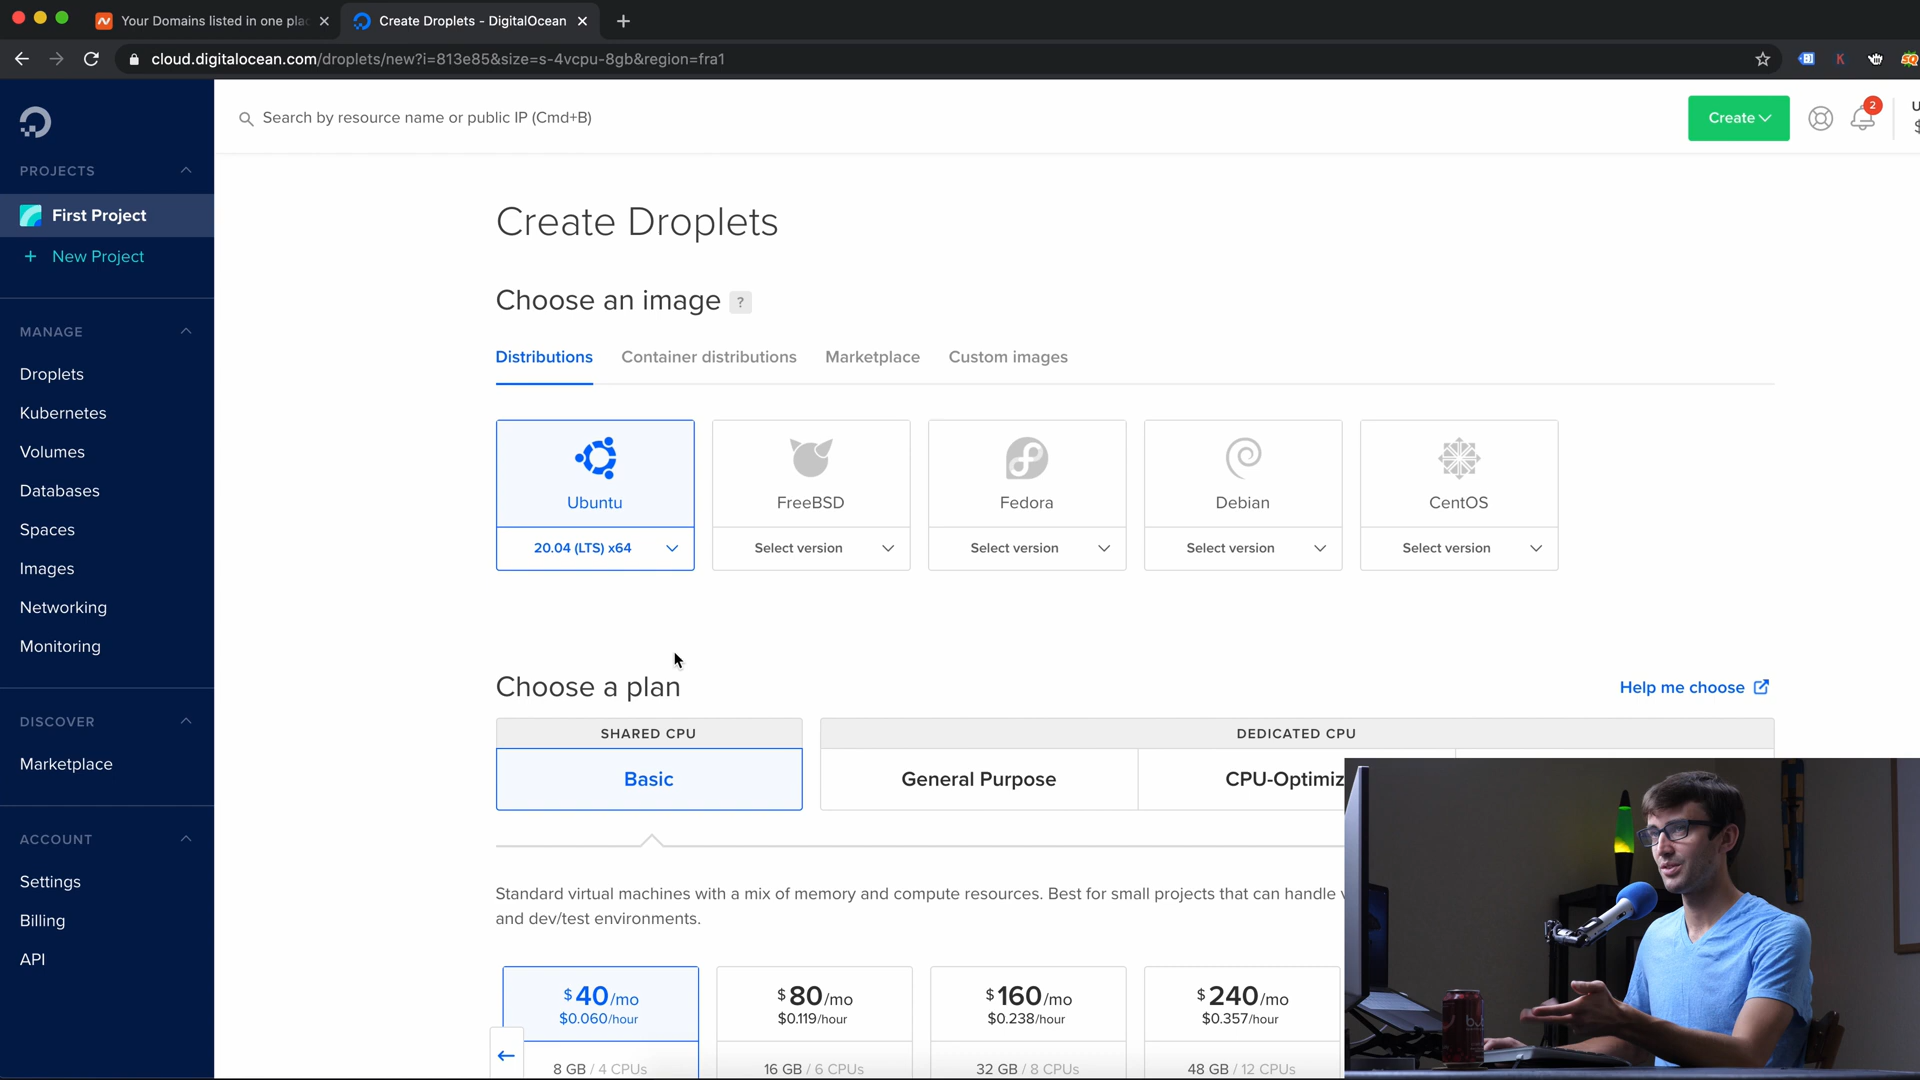 Your Domains listed in one pla
Create Droplets - DigitalOcean
cloud.digitalocean.com/droplets/new?i=813e85&size=s-4vcpu-8gb&region=fra1
K
SQ
Search by resource name or public IP (Cmd+B)
Create
2
PROJECTS
First Project
+ New Project
MANAGE
Droplets
Kubernetes
Volumes
Databases
Spaces
Images
Networking
Monitoring
DISCOVER
Marketplace
ACCOUNT
Settings
Billing
API
Create Droplets
Choose an image ?
Distributions Container distributions Marketplace Custom images
Ubuntu FreeBSD Fedora Debian CentOS
20.04 (LTS) x64 Select version Select version Select version Select version
Choose a plan
Help me choose
SHARED CPU DEDICATED CPU
Basic General Purpose CPU-Optimiz
Standard virtual machines with a mix of memory and compute resources. Best for small projects that can handle v
and dev/test environments.
$40/mo $80/mo $160/mo $240/mo
$0.060/hour $0.119/hour $0.238/hour $0.357/hour
8 GB / 4 CPUs 16 GB / 6 CPUs 32 GB / 8 CPUs 48 GB / 12 CPUs